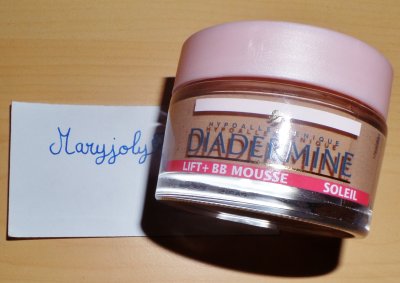 Maryjoly
HYPOALLERGÉNIQUE
DIADERMINE
LIFT+ BB MOUSSE SOLEIL